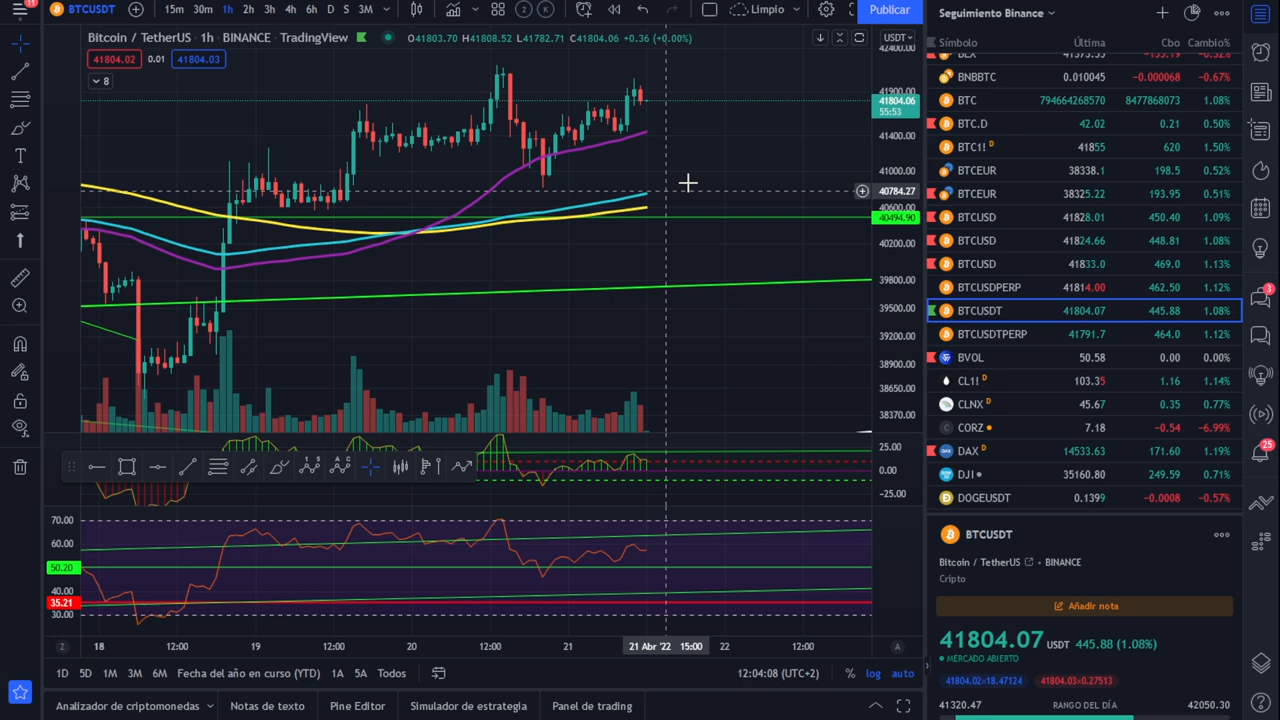 11
BTCUSDT
15m 30m 1h 2h 3h 4h 6h D S 3M
2 K
Limpio
Publicar
Bitcoin / TetherUS 1h BINANCE TradingView
O41803.70 H41808.52 L41782.71 C41804.06 +0.36 (+0.00%)
USDT
41804.02 0.01 41804.03
8
42400.00
41900.00
41804.06
55:53
41400.00
41000.00
40784.27
40600.00
40494.90
40200.00
39800.00
39500.00
39200.00
38900.00
38650.00
38370.00
25.00
0.00
−25.00
70.00
60.00
50.20
40.00
35.21
30.00
Z 18 12:00 19 12:00 20 12:00 21 21 Abr '22 15:00 22 12:00 A
1D 5D 1M 3M 6M Fecha del año en curso (YTD) 1A 5A Todos 12:04:08 (UTC+2) % log auto
Analizador de criptomonedas Notas de texto Pine Editor Simulador de estrategia Panel de trading
Seguimiento Binance
Símbolo Última Cbo Cambio%
BNBBTC 0.010045 −0.000068 −0.67%
BTC 794664268570 8477868073 1.08%
BTC.D 42.02 0.21 0.50%
BTC1! D 41855 620 1.50%
BTCEUR 38338.1 198.5 0.52%
BTCEUR 38325.22 193.95 0.51%
BTCUSD 41828.01 450.40 1.09%
BTCUSD 41824.66 448.81 1.08%
BTCUSD 41833.0 469.0 1.13%
BTCUSDPERP 41814.00 462.50 1.12%
BTCUSDT 41804.07 445.88 1.08%
BTCUSDTPERP 41791.7 464.0 1.12%
BVOL 50.58 0.00 0.00%
CL1! D 103.35 1.16 1.14%
CLNX D 45.67 0.35 0.77%
CORZ 7.18 −0.54 −6.99%
DAX D 14533.63 171.60 1.19%
DJI 35160.80 249.59 0.71%
DOGEUSDT 0.1399 −0.0008 −0.57%
BTCUSDT
Bitcoin / TetherUS BINANCE
Cripto
Añadir nota
41804.07 USDT 445.88 (1.08%)
MERCADO ABIERTO
41804.02×18.47124 41804.03×0.27513
41320.47 RANGO DEL DÍA 42050.30
3
25